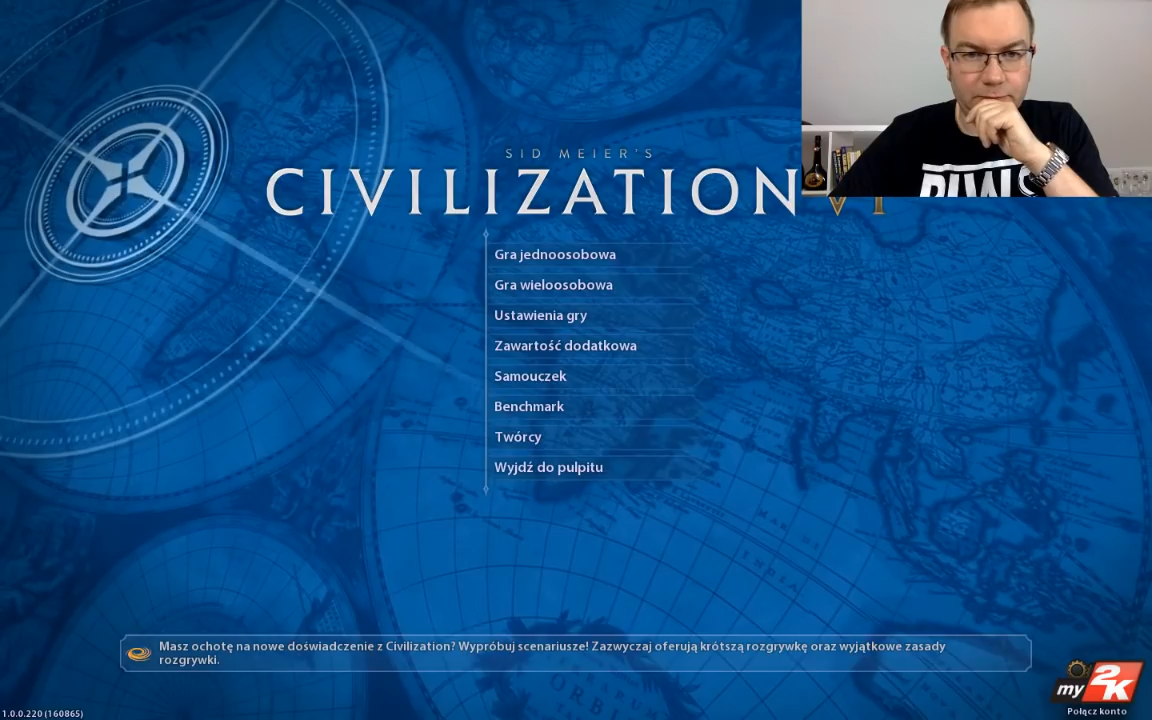 SID MEIER'S
CIVILIZATION VI
Gra jednoosobowa
Gra wieloosobowa
Ustawienia gry
Zawartość dodatkowa
Samouczek
Benchmark
Twórcy
Wyjdź do pulpitu
Masz ochotę na nowe doświadczenie z Civilization? Wypróbuj scenariusze! Zazwyczaj oferują krótszą rozgrywkę oraz wyjątkowe zasady
rozgrywki.
my 2K
Połącz konto
1.0.0.220 (160865)